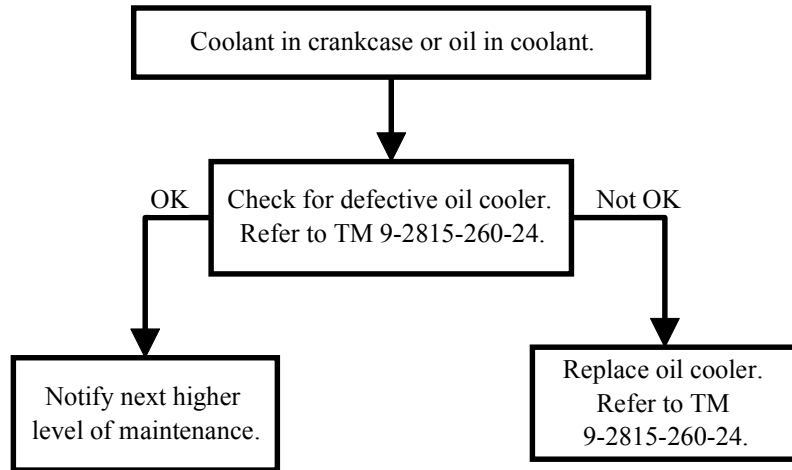 Coolant in crankcase or oil in coolant.
OK
Check for defective oil cooler.
Refer to TM 9-2815-260-24.
Not OK
Notify next higher
level of maintenance.
Replace oil cooler.
Refer to TM
9-2815-260-24.